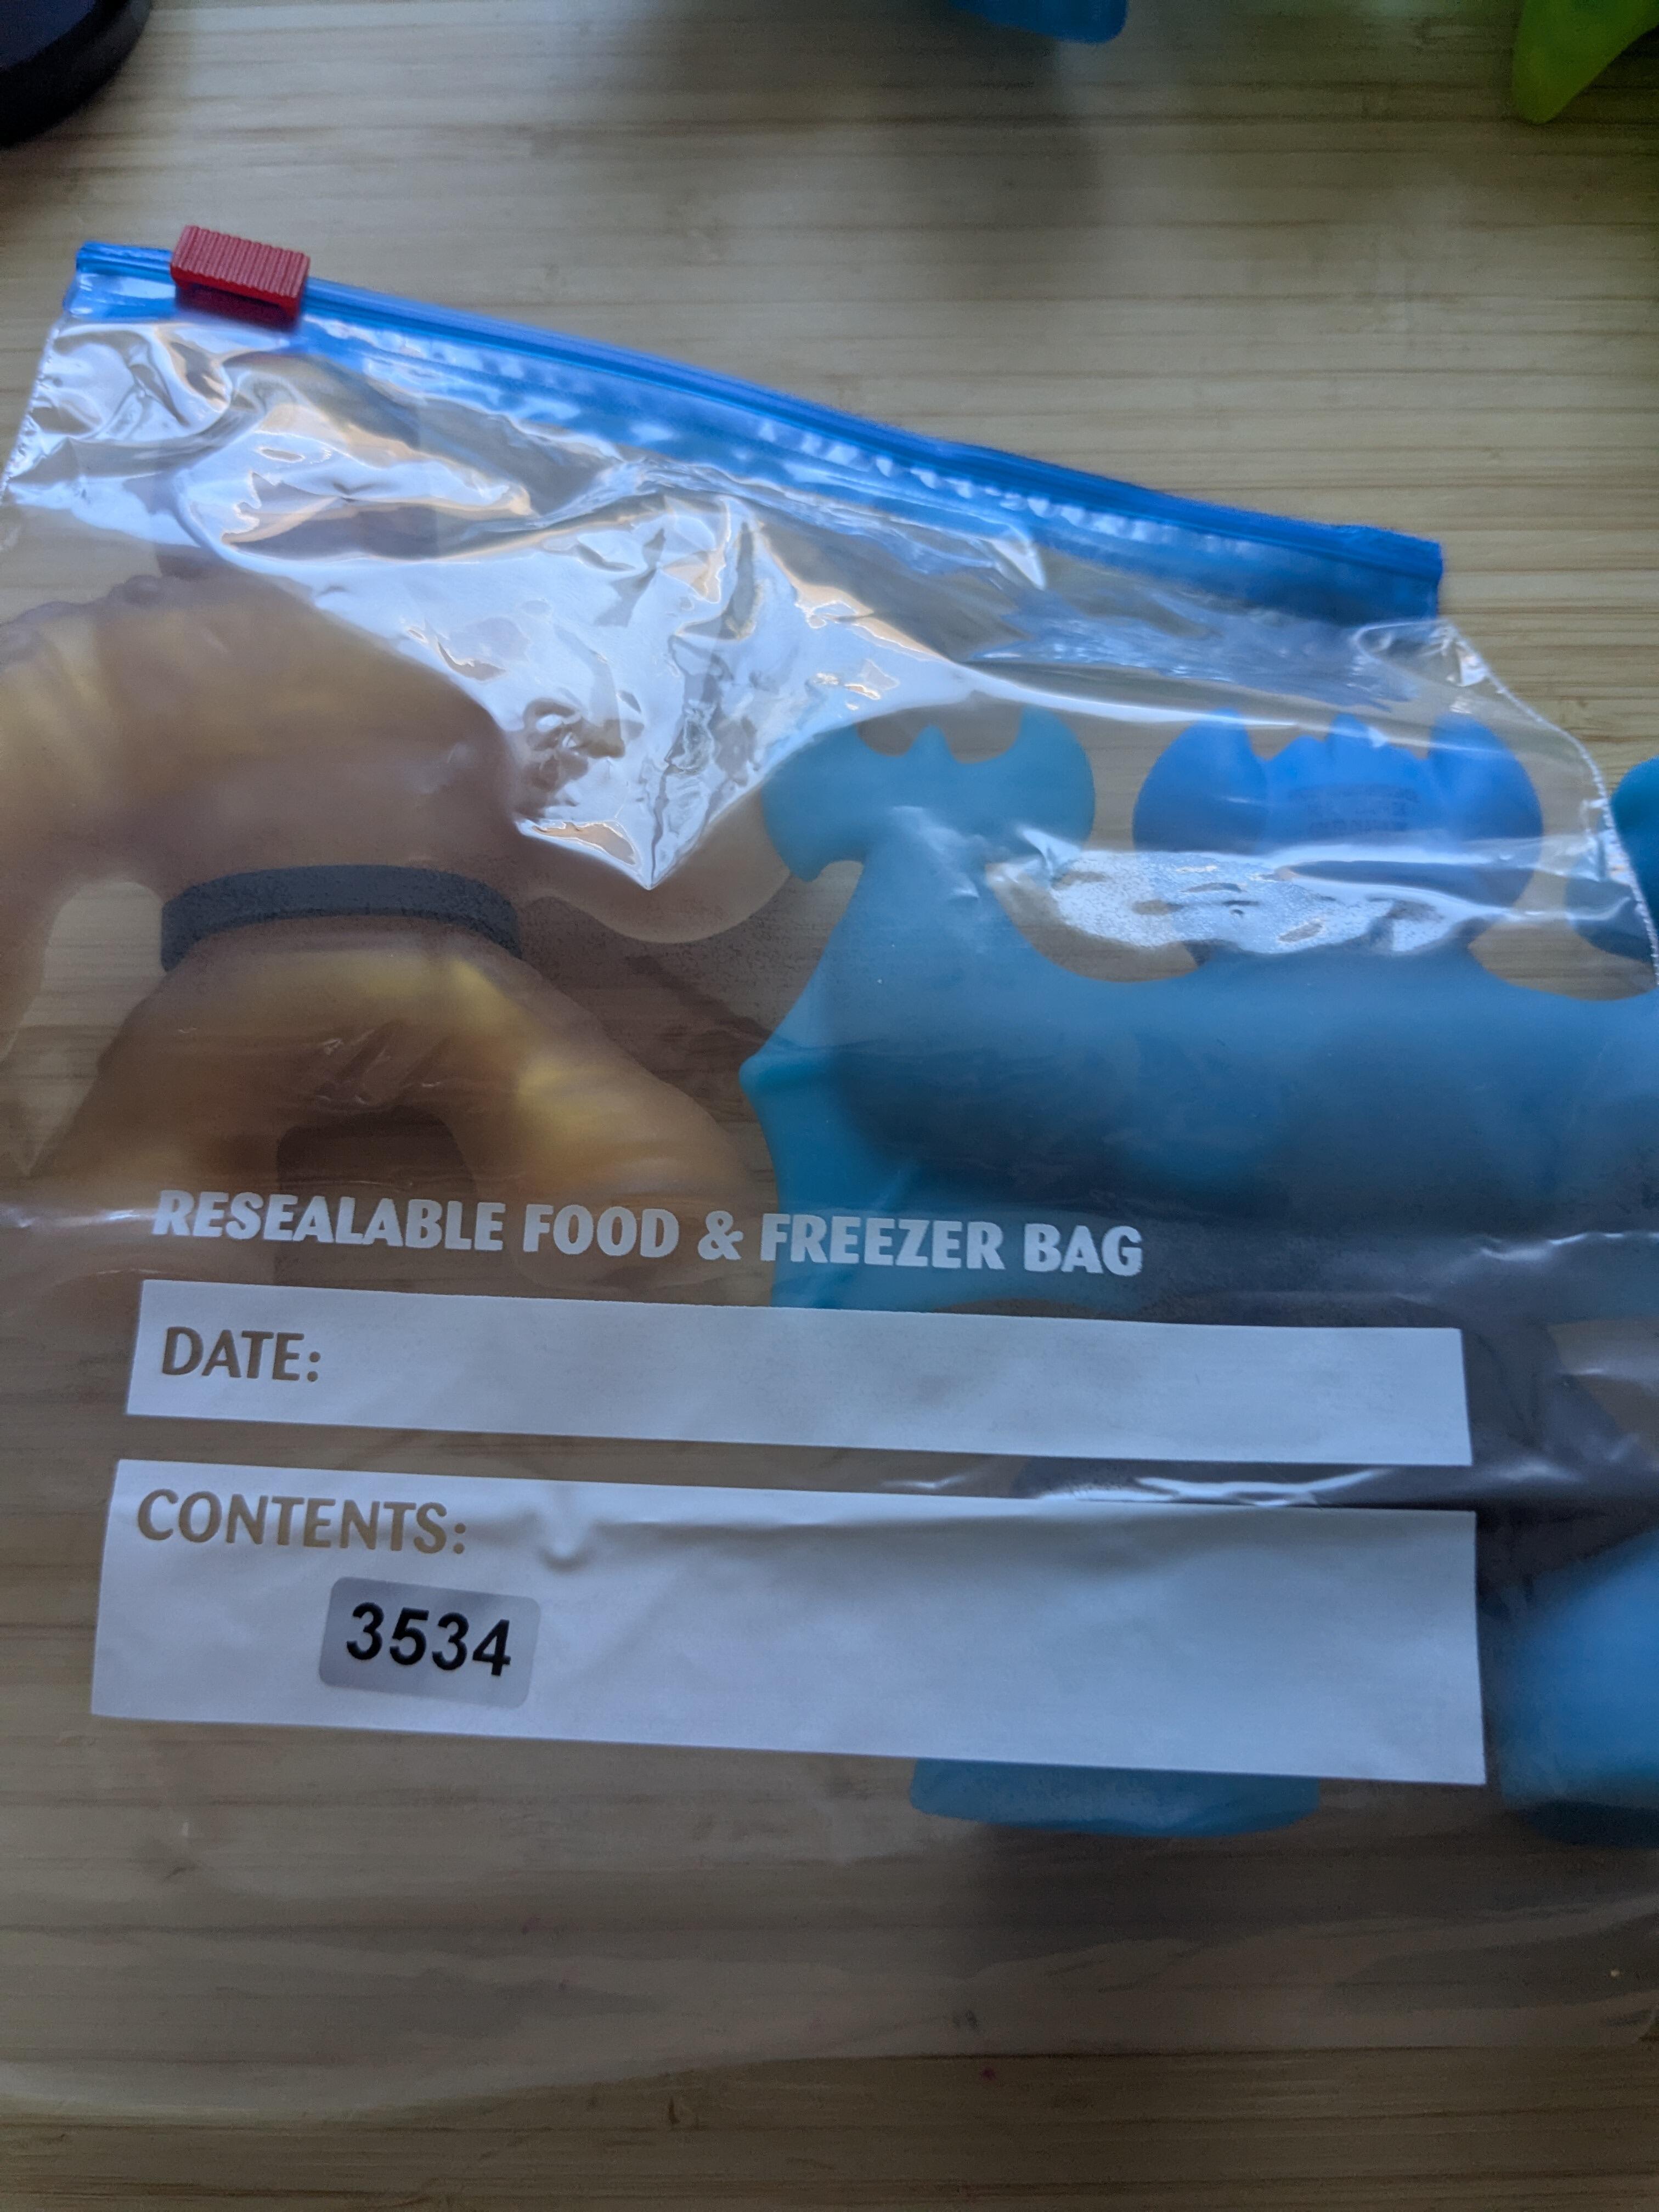 RESEALABLE FOOD & FREEZER BAG
DATE:
CONTENTS:
3534